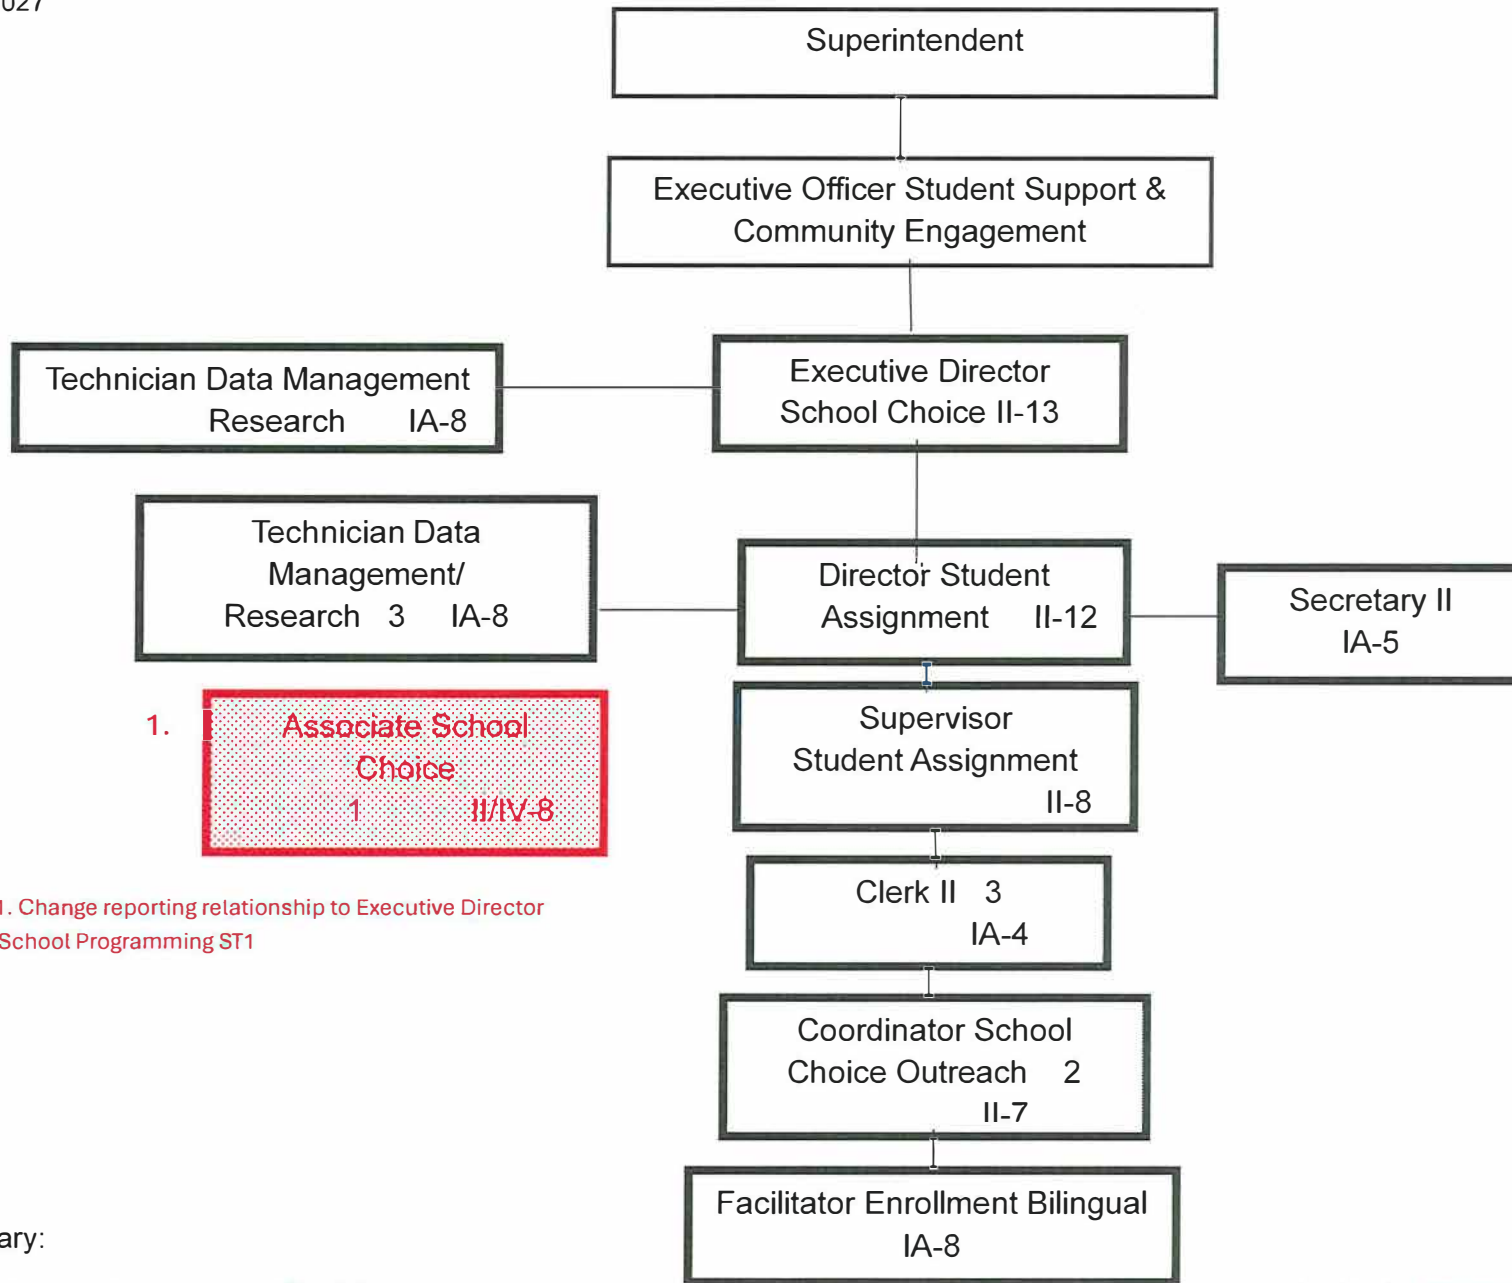 027
Superintendent
Executive Officer Student Support &
Community Engagement
Technician Data Management
Research IA-8
Executive Director
School Choice II-13
Technician Data
Management/
Research 3 IA-8
Director Student
Assignment II-12
Secretary II
IA-5
1.
Associate School
Choice
1 II/IV-8
Supervisor
Student Assignment
II-8
1. Change reporting relationship to Executive Director
School Programming ST1
Clerk II 3
IA-4
Coordinator School
Choice Outreach 2
II-7
Facilitator Enrollment Bilingual
IA-8
ary: